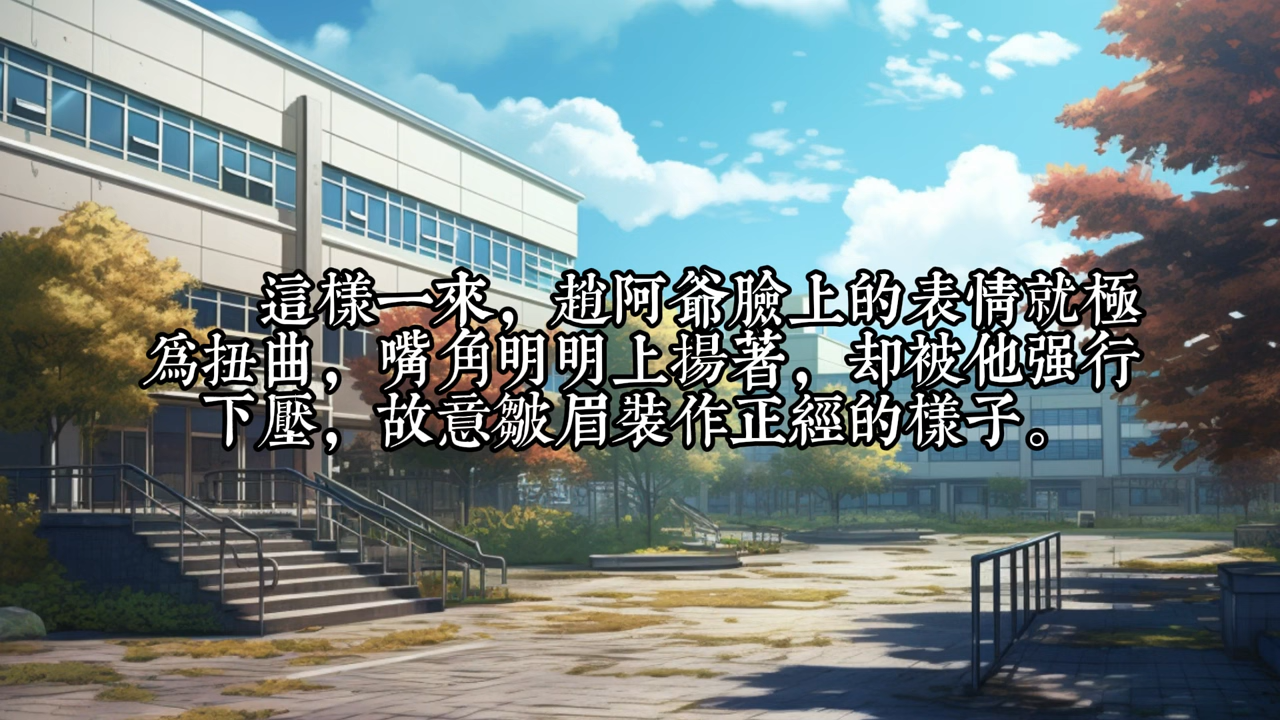 這樣一來，趙阿爺臉上的表情就極
爲扭曲，嘴角明明上揚著，却被他强行
下壓，故意皺眉裝作正經的樣子。